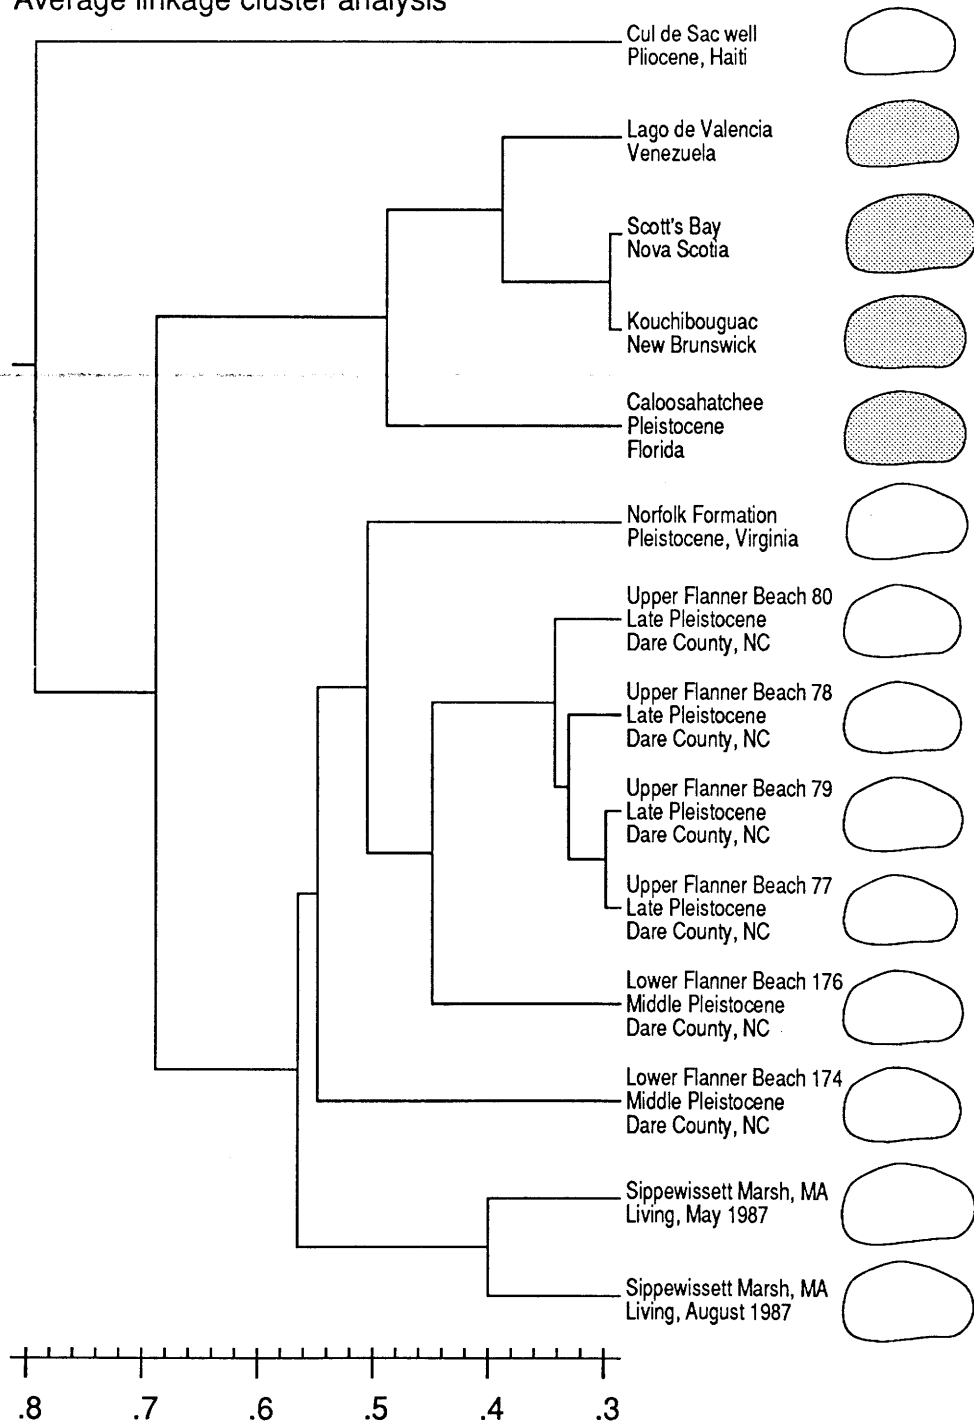 Average linkage cluster analysis
Cul de Sac well
Pliocene, Haiti
Lago de Valencia
Venezuela
Scott's Bay
Nova Scotia
Kouchibouguac
New Brunswick
Caloosahatchee
Pleistocene
Florida
Norfolk Formation
Pleistocene, Virginia
Upper Flanner Beach 80
Late Pleistocene
Dare County, NC
Upper Flanner Beach 78
Late Pleistocene
Dare County, NC
Upper Flanner Beach 79
Late Pleistocene
Dare County, NC
Upper Flanner Beach 77
Late Pleistocene
Dare County, NC
Lower Flanner Beach 176
Middle Pleistocene
Dare County, NC
Lower Flanner Beach 174
Middle Pleistocene
Dare County, NC
Sippewissett Marsh, MA
Living, May 1987
Sippewissett Marsh, MA
Living, August 1987
.8 .7 .6 .5 .4 .3